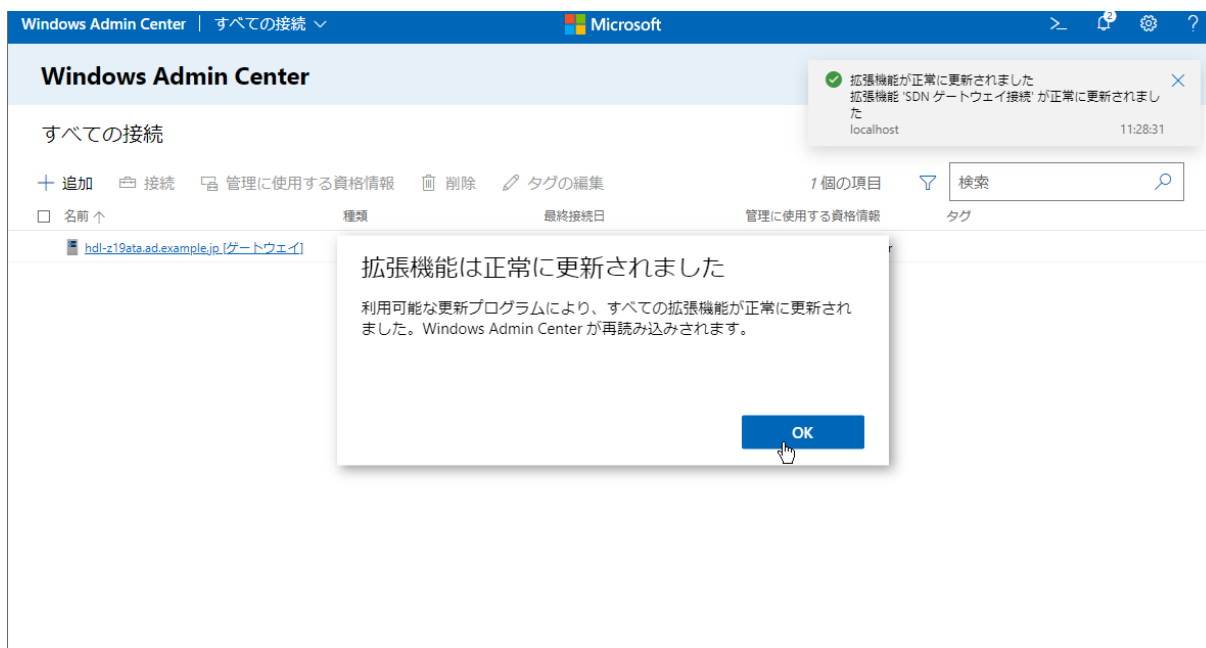 Windows Admin Center | すべての接続
Microsoft
2
?
Windows Admin Center
拡張機能が正常に更新されました
拡張機能 'SDN ゲートウェイ接続' が正常に更新されまし
た
localhost 11:28:31
すべての接続
追加 接続 管理に使用する資格情報 削除 タグの編集 1 個の項目 検索
名前 種類 最終接続日 管理に使用する資格情報 タグ
hdl-z19ata.ad.example.jp [ゲートウェイ]
拡張機能は正常に更新されました
利用可能な更新プログラムにより、すべての拡張機能が正常に更新され
ました。Windows Admin Center が再読み込みされます。
OK